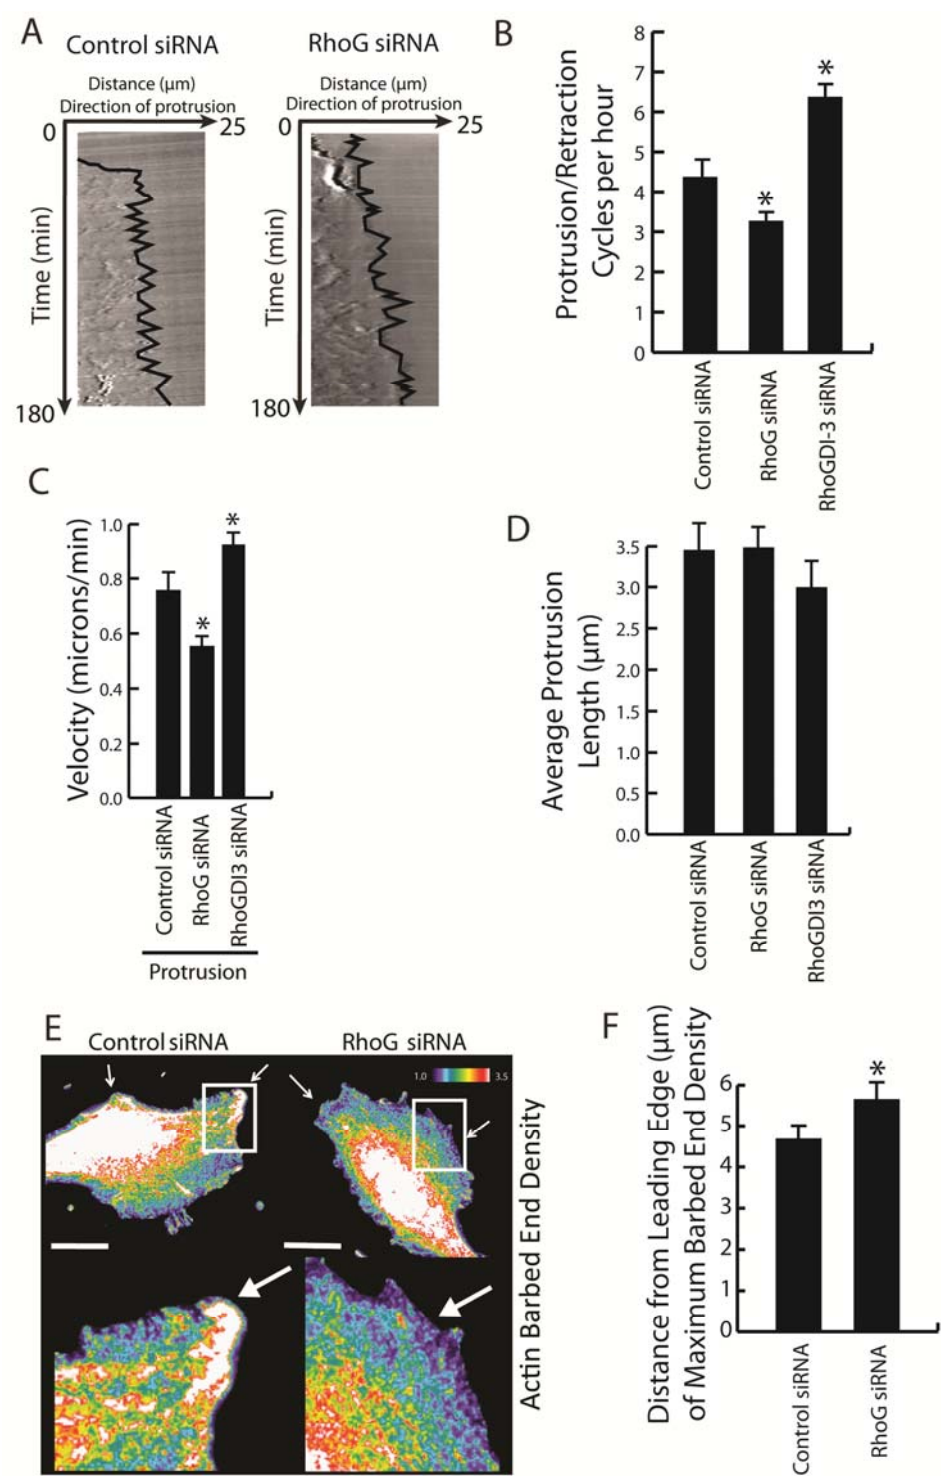 A
Control siRNA
RhoG siRNA
Distance (μm)
Direction of protrusion
0
25
Time (min)
180
Distance (μm)
Direction of protrusion
0
25
Time (min)
180
B
Protrusion/Retraction
Cycles per hour
8
7
6
5
4
3
2
1
0
*
*
Control siRNA
RhoG siRNA
RhoGDI-3 siRNA
C
Velocity (microns/min)
1.0
0.8
0.6
0.4
0.2
0.0
*
*
Control siRNA
RhoG siRNA
RhoGDI3 siRNA
Protrusion
D
Average Protrusion
Length (μm)
3.5
3.0
2.5
2.0
1.5
1.0
0.5
0.0
Control siRNA
RhoG siRNA
RhoGDI3 siRNA
E
Control siRNA
RhoG siRNA
1.0
3.5
Actin Barbed End Density
F
Distance from Leading Edge (μm)
of Maximum Barbed End Density
6
5
4
3
2
1
0
*
Control siRNA
RhoG siRNA